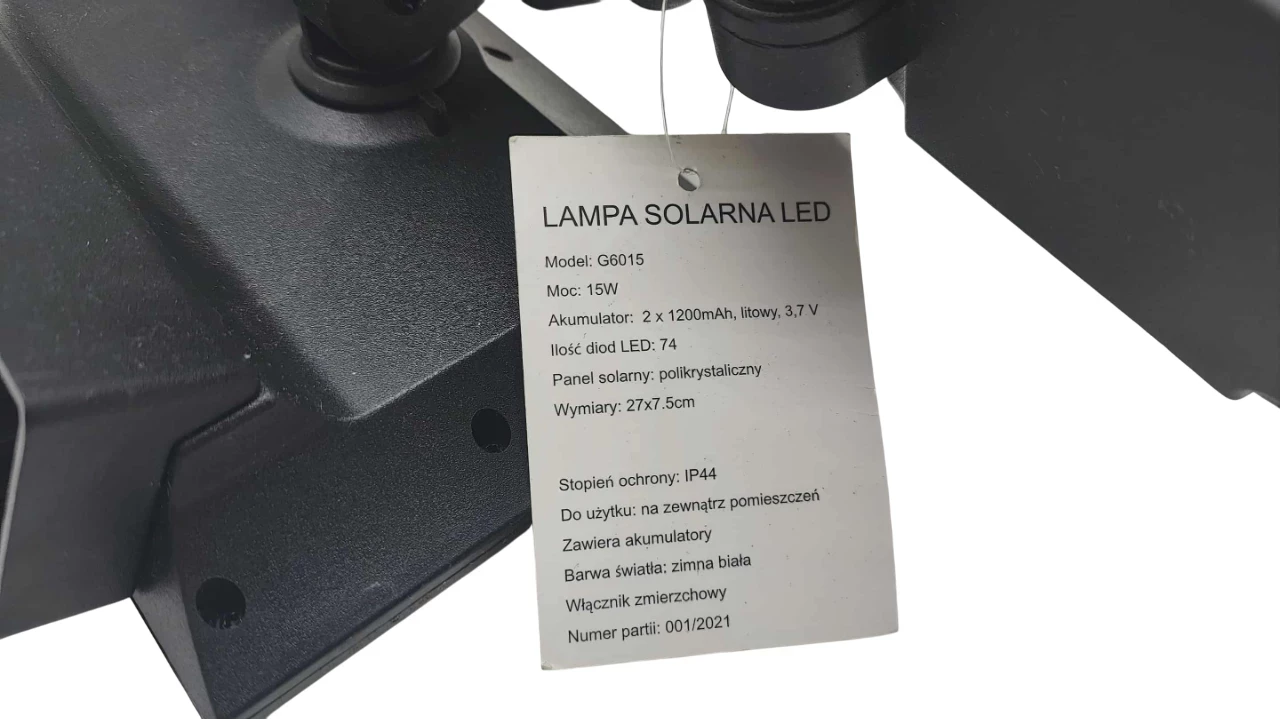 LAMPA SOLARNA LED
Model: G6015
Moc: 15W
Akumulator: 2 x 1200mAh, litowy, 3,7 V
Ilość diod LED: 74
Panel solarny: polikrystaliczny
Wymiary: 27x7.5cm
Stopień ochrony: IP44
Do użytku: na zewnątrz pomieszczeń
Zawiera akumulatory
Barwa światła: zimna biała
Włącznik zmierzchowy
Numer partii: 001/2021